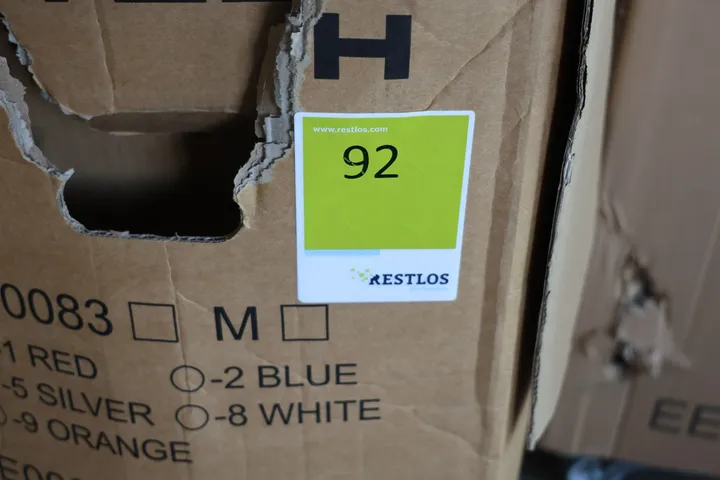 H
www.restlos.com
92
RESTLOS
0083 M
1 RED
-2 BLUE
-5 SILVER
-8 WHITE
-9 ORANGE
EE